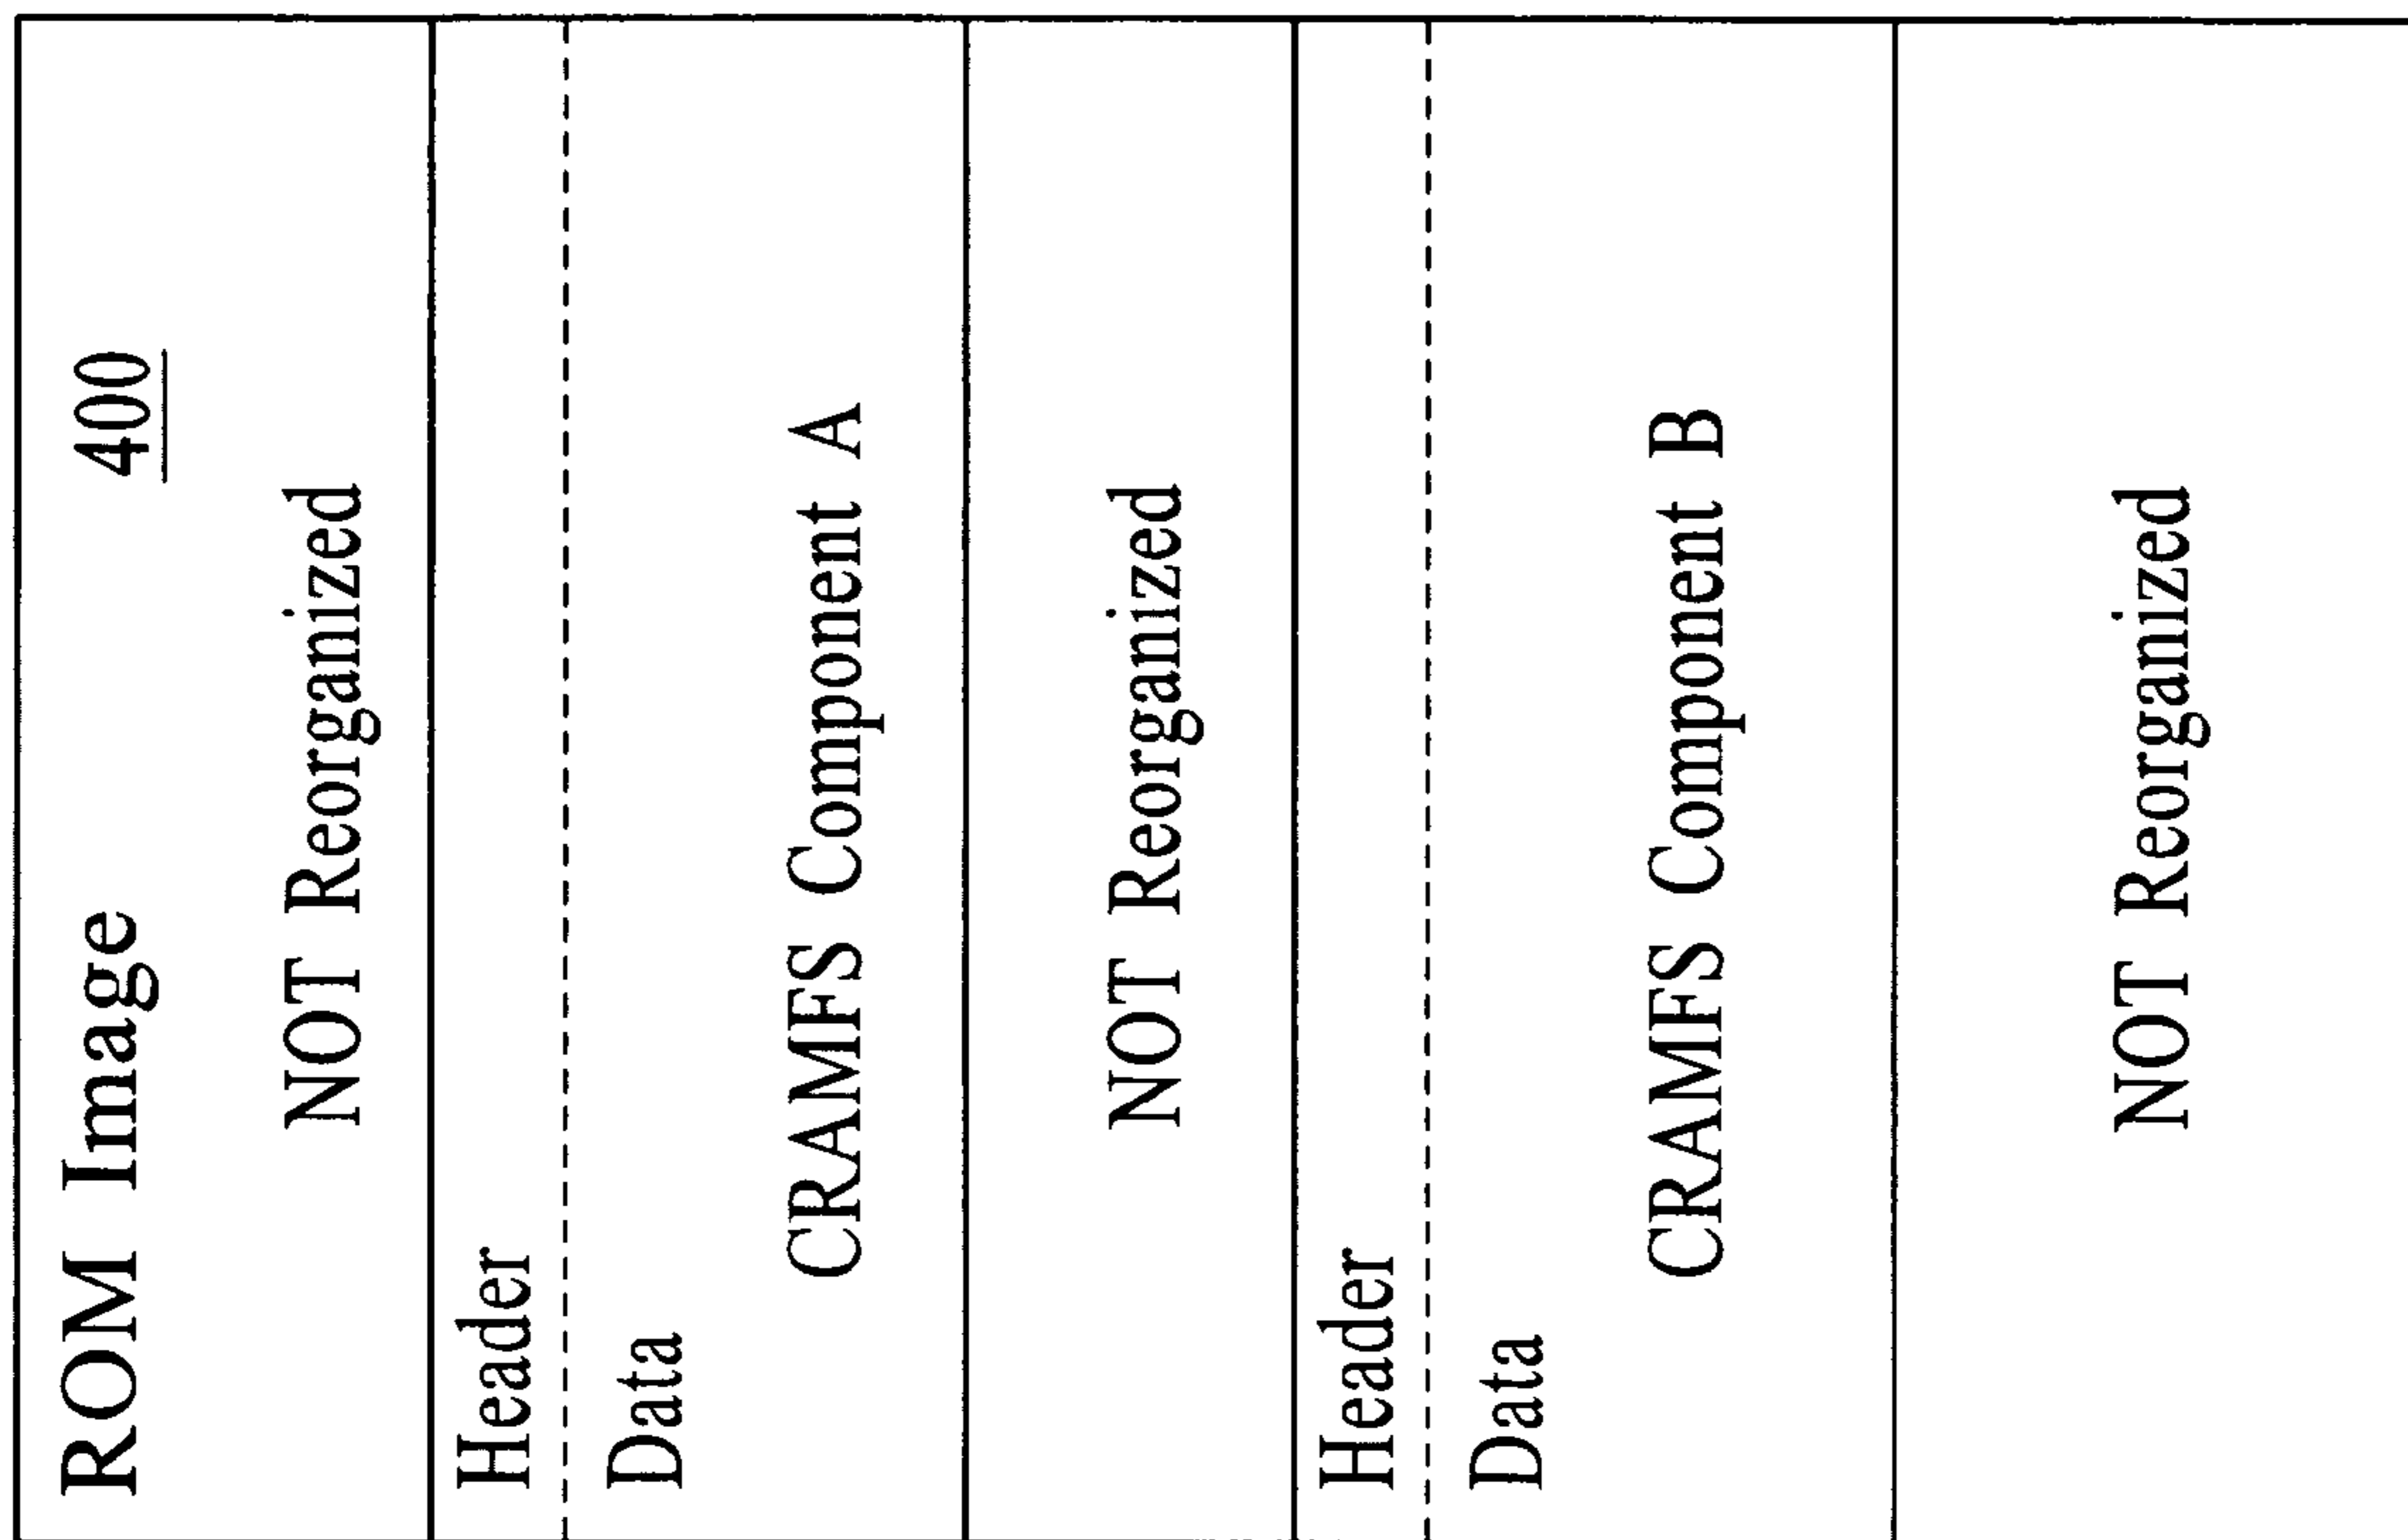 ROM Image 400
NOT Reorganized
Header
Data
CRAMFS Component A
NOT Reorganized
Header
Data
CRAMFS Component B
NOT Reorganized